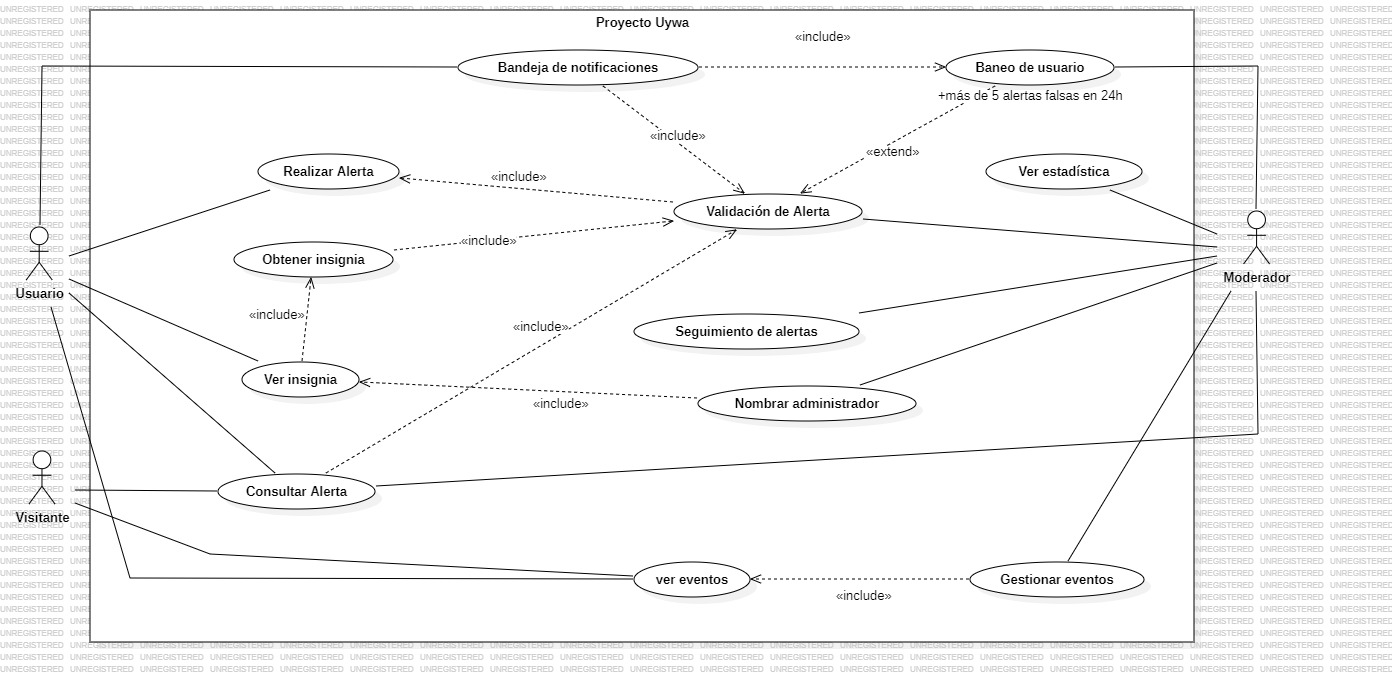 Proyecto Uywa
«include»
Bandeja de notificaciones
Baneo de usuario
+más de 5 alertas falsas en 24h
«include»
«extend»
Realizar Alerta
«include»
Ver estadística
Validación de Alerta
«include»
Obtener insignia
Usuario
Moderador
«include»
«include»
Seguimiento de alertas
Ver insignia
«include»
Nombrar administrador
Consultar Alerta
Visitante
ver eventos
Gestionar eventos
«include»
UNREGISTERED